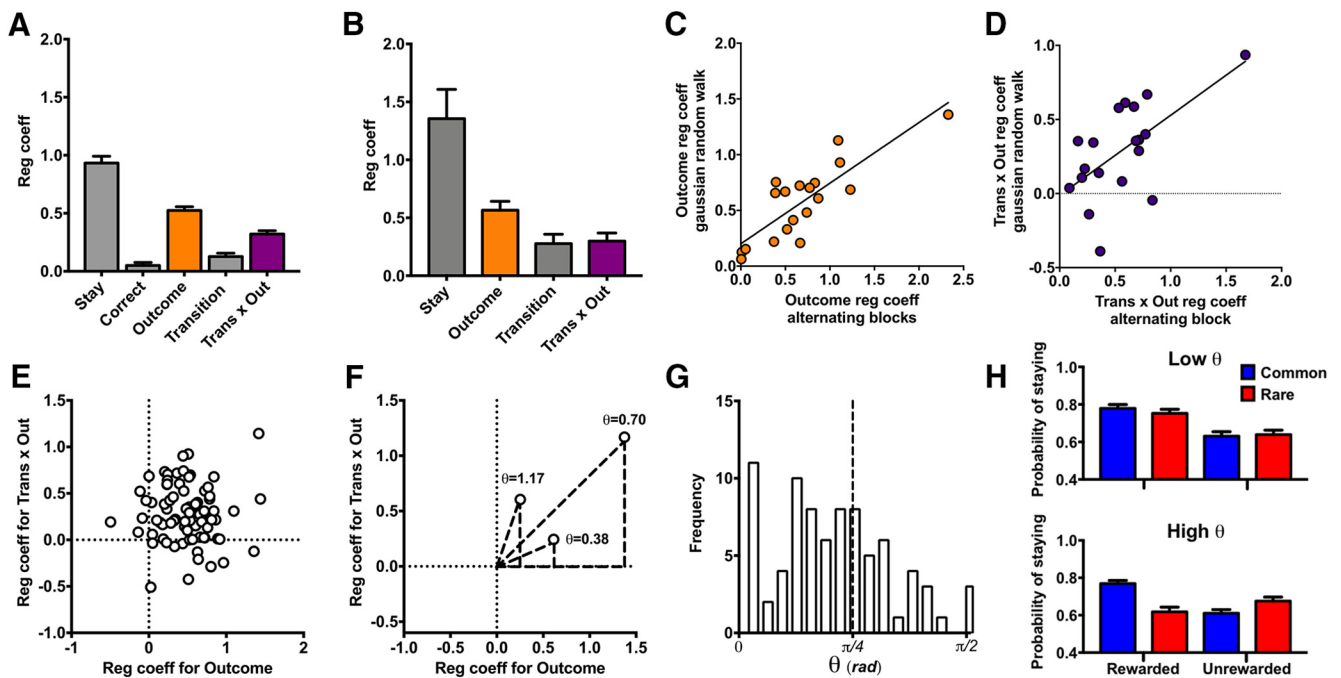 A
Reg coeff
2.0
1.5
1.0
0.5
0.0
Stay
Correct
Outcome
Transition
Trans x Out
B
Reg coeff
2.0
1.5
1.0
0.5
0.0
Stay
Outcome
Transition
Trans x Out
C
Outcome reg coeff
gaussian random walk
2.0
1.5
1.0
0.5
0.0
0.0 0.5 1.0 1.5 2.0 2.5
Outcome reg coeff
alternating blocks
D
Trans x Out reg coeff
gaussian random walk
1.0
0.5
0.0
-0.5
0.0 0.5 1.0 1.5 2.0
Trans x Out reg coeff
alternating block
E
Reg coeff for Trans x Out
1.5
1.0
0.5
0.0
-0.5
-1.0
-1 0 1 2
Reg coeff for Outcome
F
Reg coeff for Trans x Out
1.5
1.0
0.5
0.0
-0.5
θ=0.70
θ=1.17
θ=0.38
-1.0 -0.5 0.0 0.5 1.0 1.5
Reg coeff for Outcome
G
Frequency
15
10
5
0
0 π/4 π/2
θ (rad)
H
Probability of staying
Low θ
Common
Rare
1.0
0.8
0.6
0.4
Probability of staying
High θ
1.0
0.8
0.6
0.4
Rewarded Unrewarded